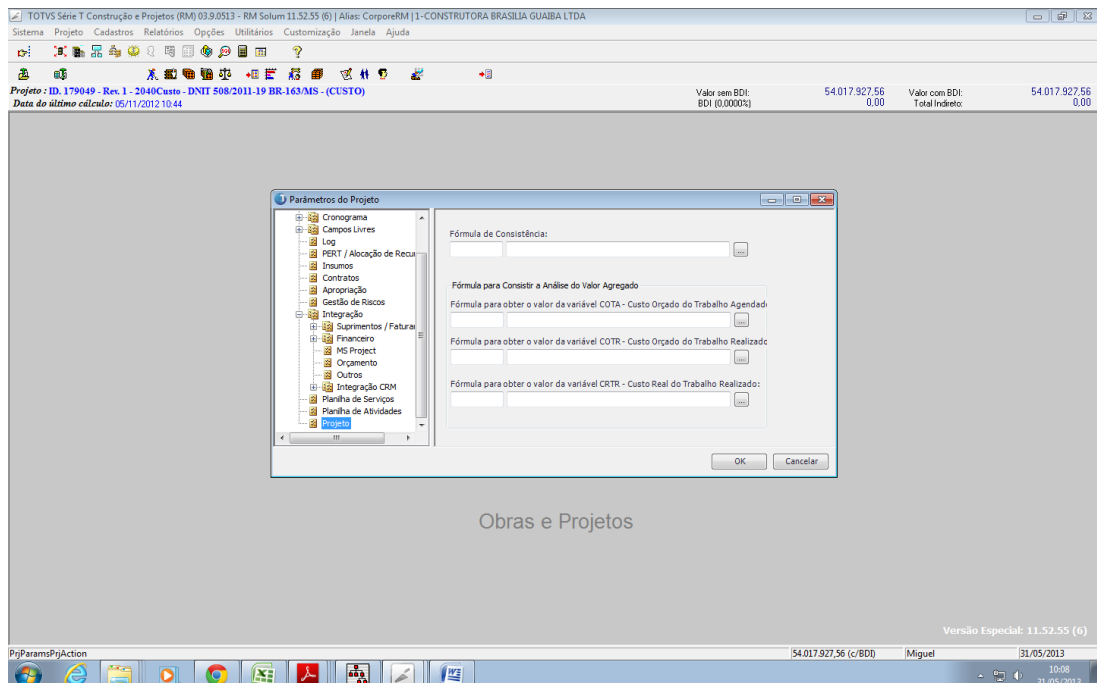 TOTVS Série T Construção e Projetos (RM) 03.9.0513 - RM Solum 11.52.55 (6) | Alias: CorporeRM | 1-CONSTRUTORA BRASILIA GUAIBA LTDA
Sistema Projeto Cadastros Relatórios Opções Utilitários Customização Janela Ajuda
Projeto : ID. 179049 - Rev. 1 - 2040Custo - DNIT 508/2011-19 BR-163/MS - (CUSTO)
Valor sem BDI: 54.017.927,56 Valor com BDI: 54.017.927,56
Data do último cálculo: 05/11/2012 10:44
BDI (0,0000%) 0,00 Total Indireto: 0,00
Parâmetros do Projeto
Cronograma
Campos Livres
Log
PERT / Alocação de Recur
Insumos
Contratos
Apropriação
Gestão de Riscos
Integração
Suprimentos / Fatura
Financeiro
MS Project
Orçamento
Outros
Integração CRM
Planilha de Serviços
Planilha de Atividades
Projeto
Fórmula de Consistência:
...
Fórmula para Consistir a Análise do Valor Agregado
Fórmula para obter o valor da variável COTA - Custo Orçado do Trabalho Agendado
...
Fórmula para obter o valor da variável COTR - Custo Orçado do Trabalho Realizado
...
Fórmula para obter o valor da variável CRTR - Custo Real do Trabalho Realizado:
...
OK Cancelar
Obras e Projetos
Versão Especial: 11.52.55 (6)
PrjParamsPrjAction 54.017.927,56 (c/BDI) Miguel 31/05/2013
10:08
31/05/2013